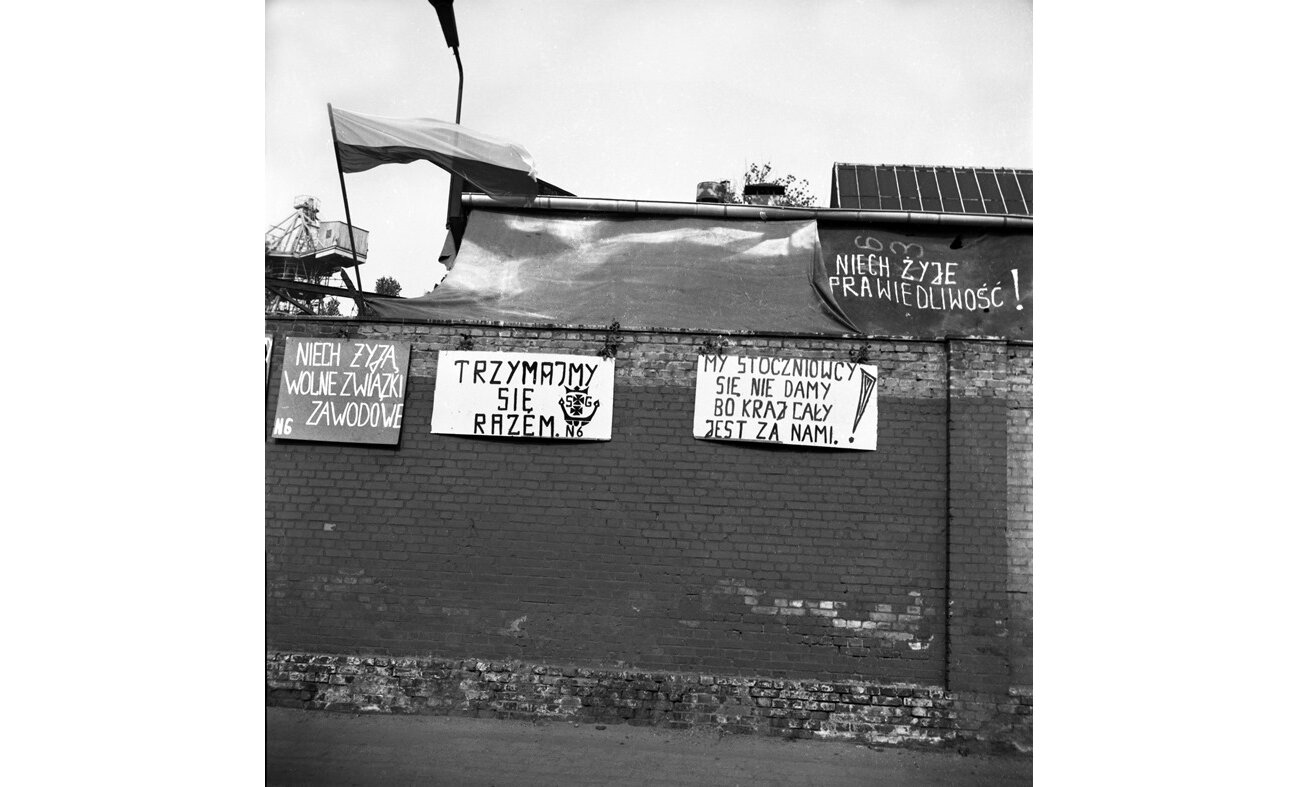 NIECH ŻYJE
PRAWIEDLIWOŚĆ!
NIECH ŻYJĄ
WOLNE ZWIĄZKI
ZAWODOWE
N6
TRZYMAJMY
SIĘ
RAZEM.
SG
N6
MY STOCZNIOWCY
SIĘ NIE DAMY
BO KRAJ CAŁY
JEST ZA NAMI.!